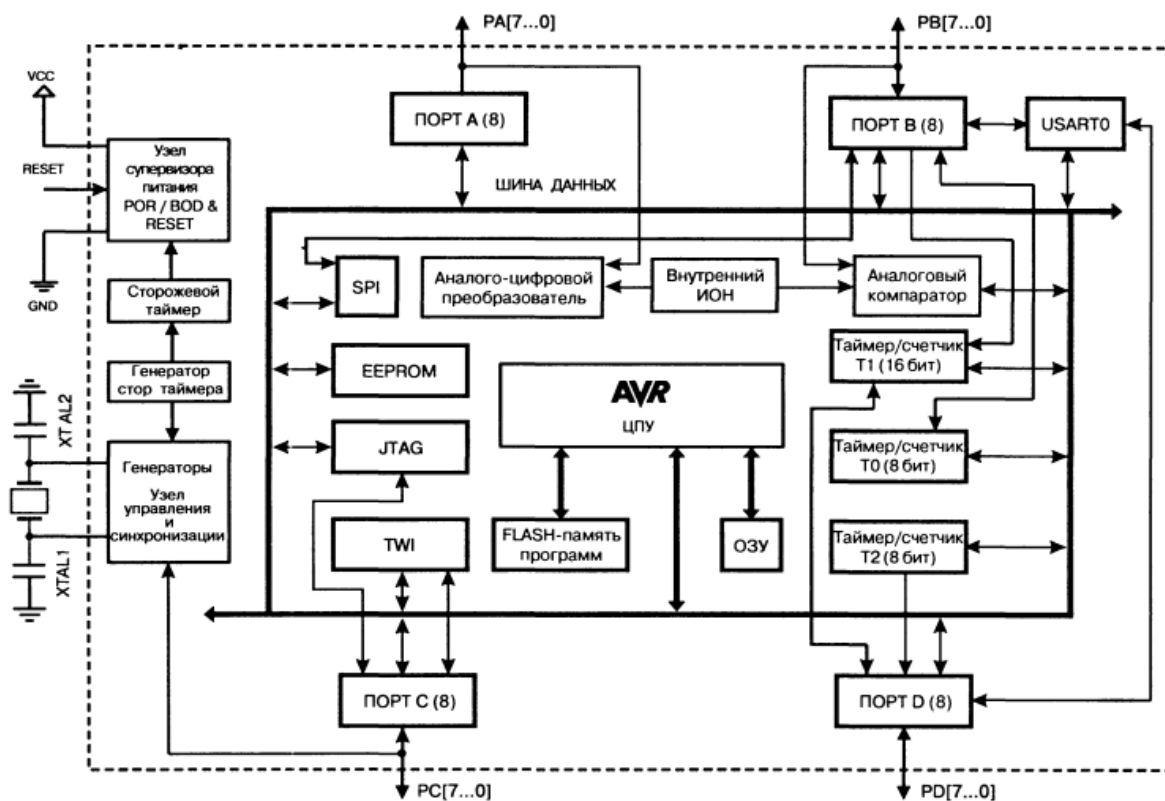 PA[7...0]
PB[7...0]
VCC
ПОРТ A (8)
ПОРТ B (8)
USART0
Узел
супервизора
питания
POR / BOD &
RESET
RESET
ШИНА ДАННЫХ
GND
Сторожевой
таймер
SPI
Аналого-цифровой
преобразователь
Внутренний
ИОН
Аналоговый
компаратор
Генератор
стор таймера
EEPROM
AVR
ЦПУ
Таймер/счетчик
T1 (16 бит)
XTAL2
Генераторы
Узел
управления
и
синхронизации
JTAG
Таймер/счетчик
T0 (8 бит)
TWI
FLASH-память
программ
ОЗУ
Таймер/счетчик
T2 (8 бит)
XTAL1
ПОРТ C (8)
ПОРТ D (8)
PC[7...0]
PD[7...0]